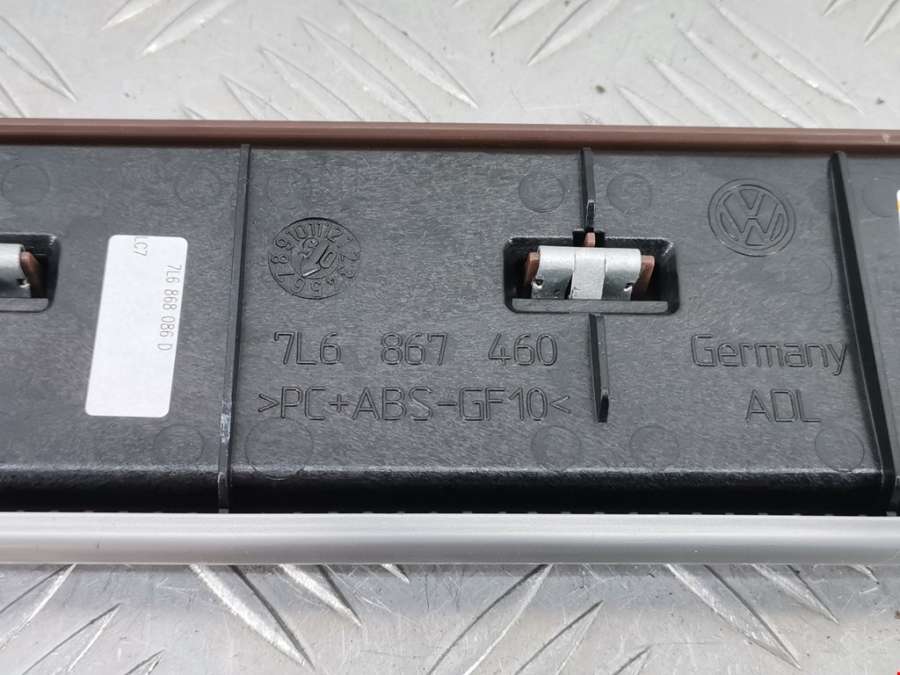 LC7
7L6 868 086 D
7L6 867 460
>PC+ABS-GF10<
Germany
ADL